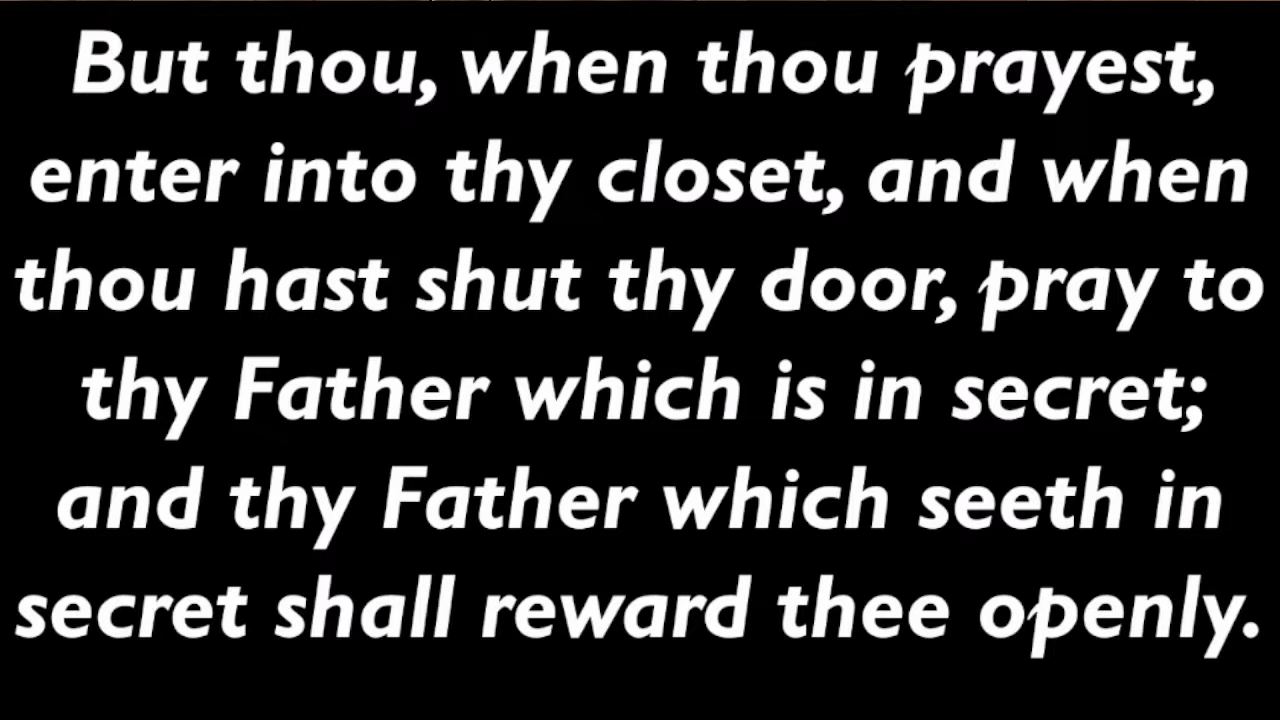 But thou, when thou prayest,
enter into thy closet, and when
thou hast shut thy door, pray to
thy Father which is in secret;
and thy Father which seeth in
secret shall reward thee openly.